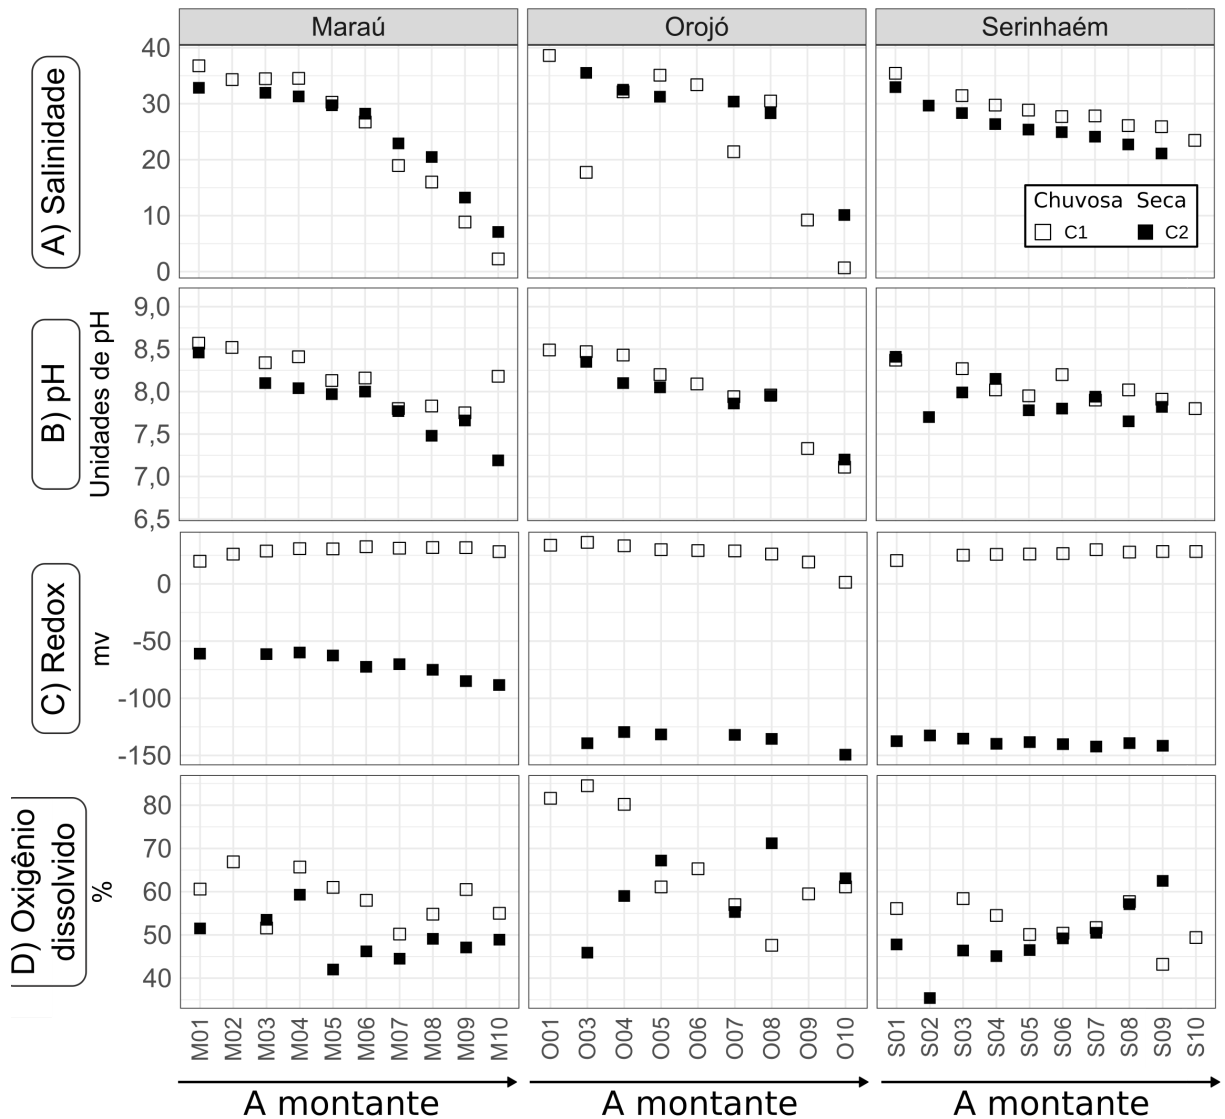 Maraú
Orojó
Serinhaém
A) Salinidade
40
30
20
10
0
Chuvosa Seca
C1 C2
B) pH
Unidades de pH
9,0
8,5
8,0
7,5
7,0
6,5
C) Redox
mv
0
-50
-100
-150
D) Oxigênio
dissolvido
%
80
70
60
50
40
M01 M02 M03 M04 M05 M06 M07 M08 M09 M10
O01 O03 O04 O05 O06 O07 O08 O09 O10
S01 S02 S03 S04 S05 S06 S07 S08 S09 S10
A montante
A montante
A montante